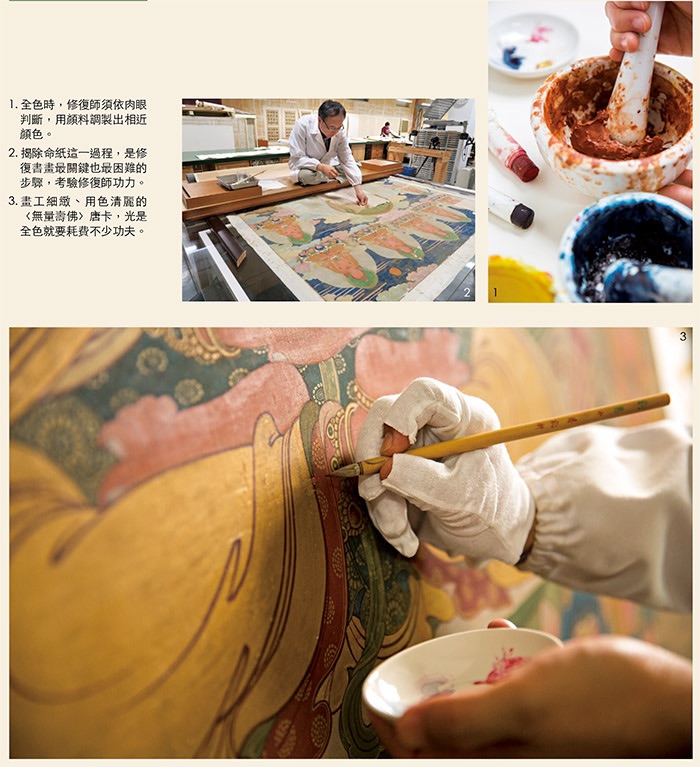 1. 全色時，修復師須依肉眼
判斷，用顏料調製出相近
顏色。
2. 揭除命紙這一過程，是修
復書畫最關鍵也最困難的
步驟，考驗修復師功力。
3. 畫工細緻、用色清麗的
〈無量壽佛〉唐卡，光是
全色就要耗費不少功夫。
2
1
3